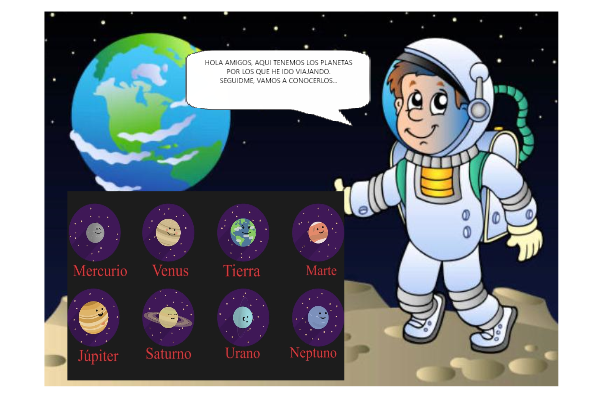 HOLA AMIGOS, AQUI TENEMOS LOS PLANETAS
POR LOS QUE HE IDO VIAJANDO.
SEGUIDME, VAMOS A CONOCERLOS...
Mercurio Venus Tierra Marte
Júpiter Saturno Urano Neptuno